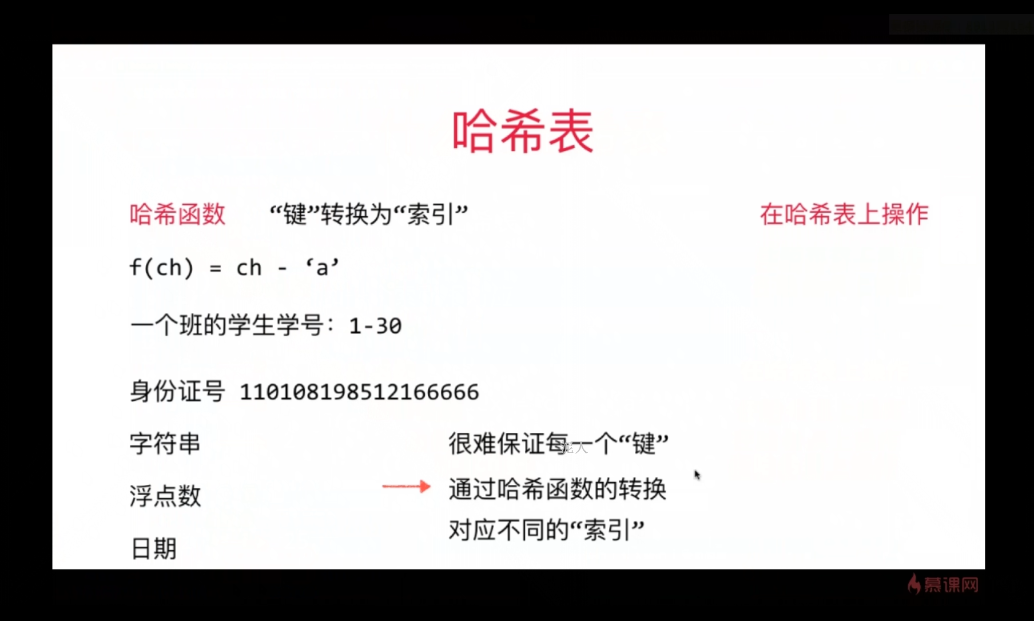 哈希表
哈希函数 “键”转换为“索引” 在哈希表上操作
f(ch) = ch - ‘a’
一个班的学生学号：1-30
身份证号 110108198512166666
字符串 很难保证每一个“键”
浮点数 通过哈希函数的转换
对应不同的“索引”
日期
慕课网